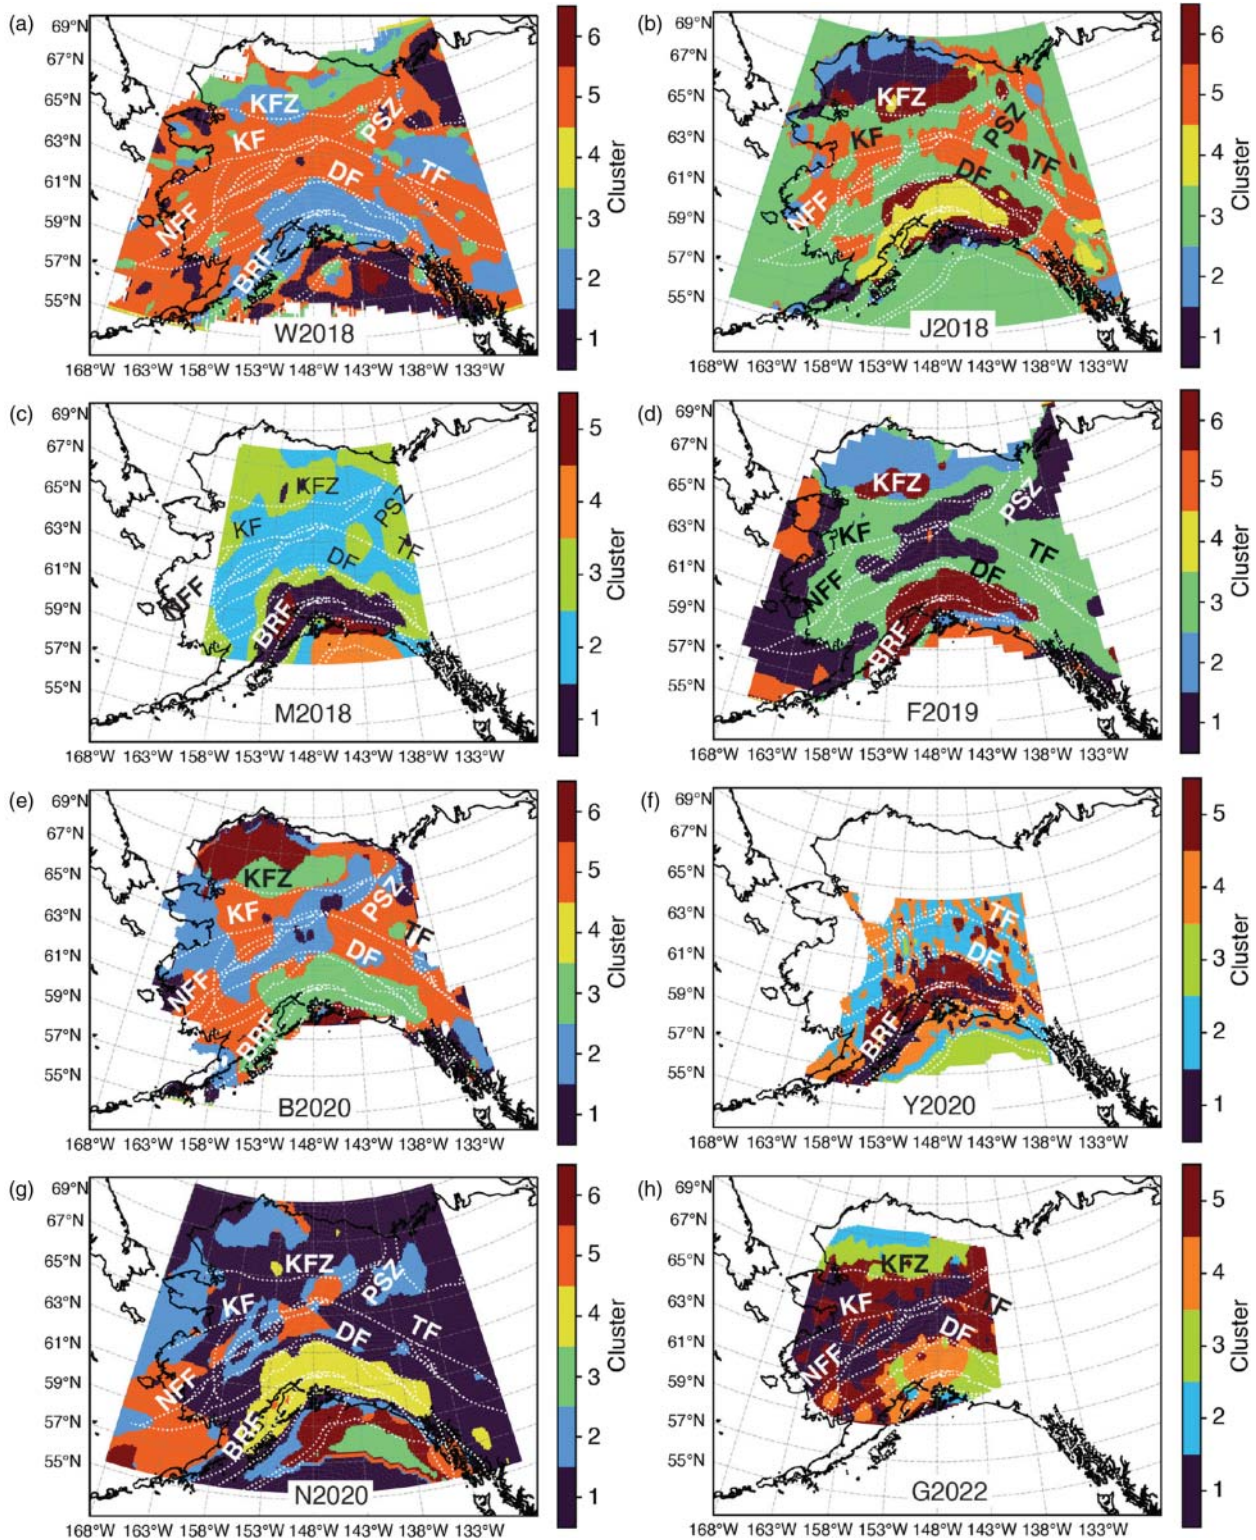 (a)
69°N
67°N
65°N
63°N
61°N
59°N
57°N
55°N
KFZ
PSZ
KF
DF
TF
NFF
BRF
W2018
168°W 163°W 158°W 153°W 148°W 143°W 138°W 133°W
6
5
4
3
2
1
Cluster
(b)
69°N
67°N
65°N
63°N
61°N
59°N
57°N
55°N
KFZ
PSZ
KF
DF
TF
NFF
J2018
168°W 163°W 158°W 153°W 148°W 143°W 138°W 133°W
6
5
4
3
2
1
Cluster
(c)
69°N
67°N
65°N
63°N
61°N
59°N
57°N
55°N
KFZ
PSZ
KF
DF
TF
NFF
BRF
M2018
168°W 163°W 158°W 153°W 148°W 143°W 138°W 133°W
5
4
3
2
1
Cluster
(d)
69°N
67°N
65°N
63°N
61°N
59°N
57°N
55°N
KFZ
PSZ
KF
TF
DF
NFF
BRF
F2019
168°W 163°W 158°W 153°W 148°W 143°W 138°W 133°W
6
5
4
3
2
1
Cluster
(e)
69°N
67°N
65°N
63°N
61°N
59°N
57°N
55°N
KFZ
PSZ
KF
TF
DF
NFF
BRF
B2020
168°W 163°W 158°W 153°W 148°W 143°W 138°W 133°W
6
5
4
3
2
1
Cluster
(f)
69°N
67°N
65°N
63°N
61°N
59°N
57°N
55°N
TF
DF
BRF
Y2020
168°W 163°W 158°W 153°W 148°W 143°W 138°W 133°W
5
4
3
2
1
Cluster
(g)
69°N
67°N
65°N
63°N
61°N
59°N
57°N
55°N
KFZ
PSZ
KF
DF
TF
NFF
BRF
N2020
168°W 163°W 158°W 153°W 148°W 143°W 138°W 133°W
6
5
4
3
2
1
Cluster
(h)
69°N
67°N
65°N
63°N
61°N
59°N
57°N
55°N
KFZ
KF
TF
DF
NFF
G2022
168°W 163°W 158°W 153°W 148°W 143°W 138°W 133°W
5
4
3
2
1
Cluster